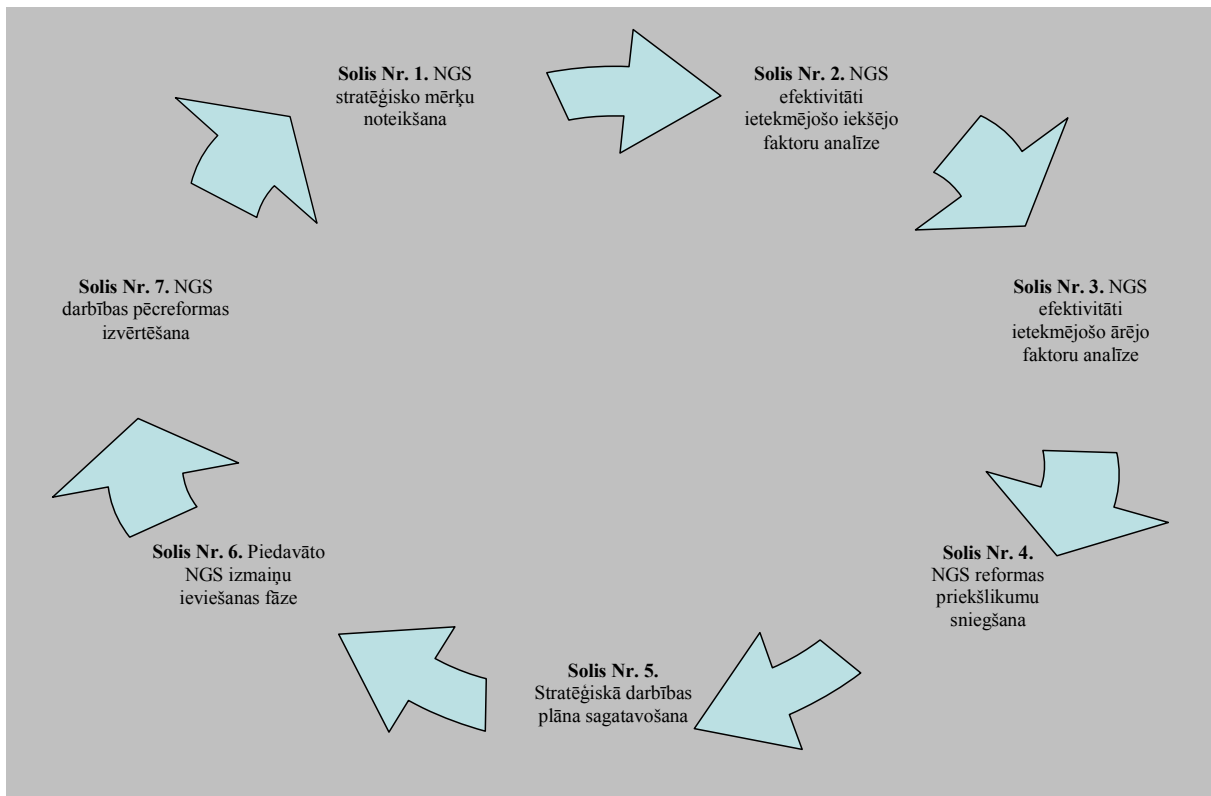 Solis Nr. 1. NGS
stratēģisko mērķu
noteikšana
Solis Nr. 2. NGS
efektivitāti
ietekmējošo iekšējo
faktoru analīze
Solis Nr. 3. NGS
efektivitāti
ietekmējošo ārējo
faktoru analīze
Solis Nr. 4.
NGS reformas
priekšlikumu
sniegšana
Solis Nr. 5.
Stratēģiskā darbības
plāna sagatavošana
Solis Nr. 6. Piedavāto
NGS izmaiņu
ieviešanas fāze
Solis Nr. 7. NGS
darbības pēcreformas
izvērtēšana